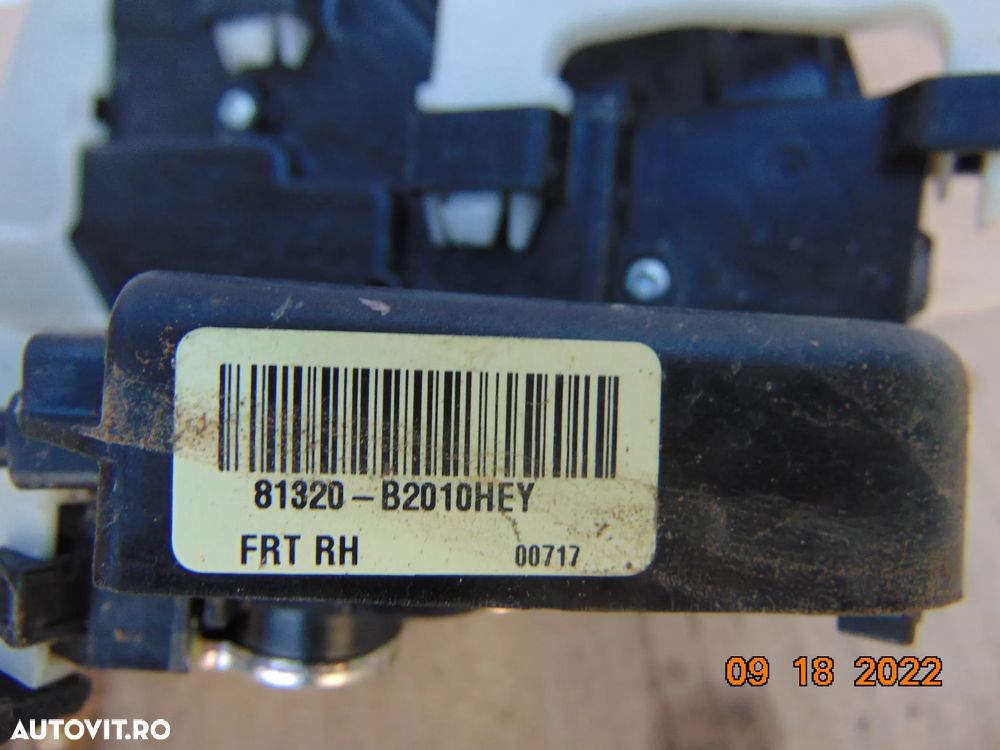 81320-B2010HEY
FRT RH 00717
09 18 2022
AUTOVIT.RO